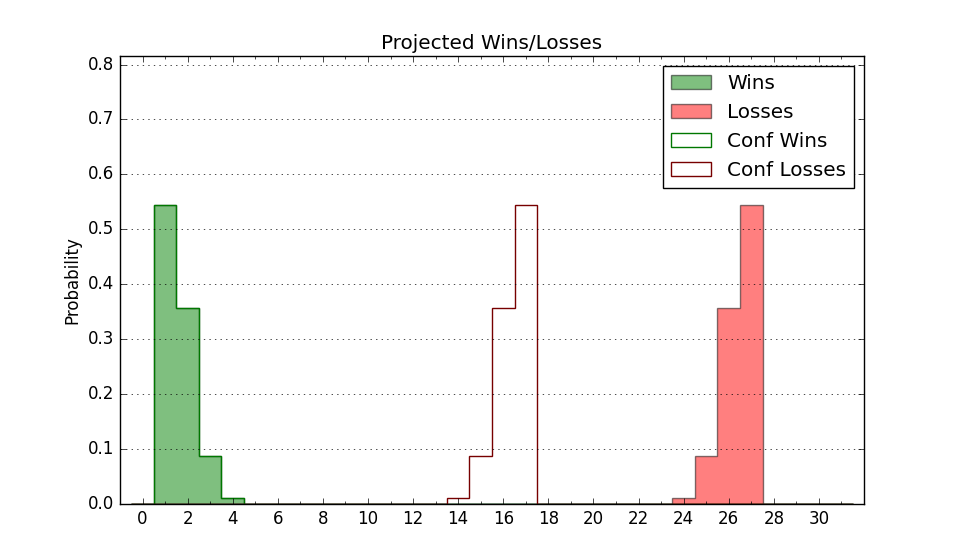 Projected Wins/Losses
0.8
0.7
0.6
0.5
0.4
0.3
0.2
0.1
0.0
Probability
Wins
Losses
Conf Wins
Conf Losses
0 2 4 6 8 10 12 14 16 18 20 22 24 26 28 30